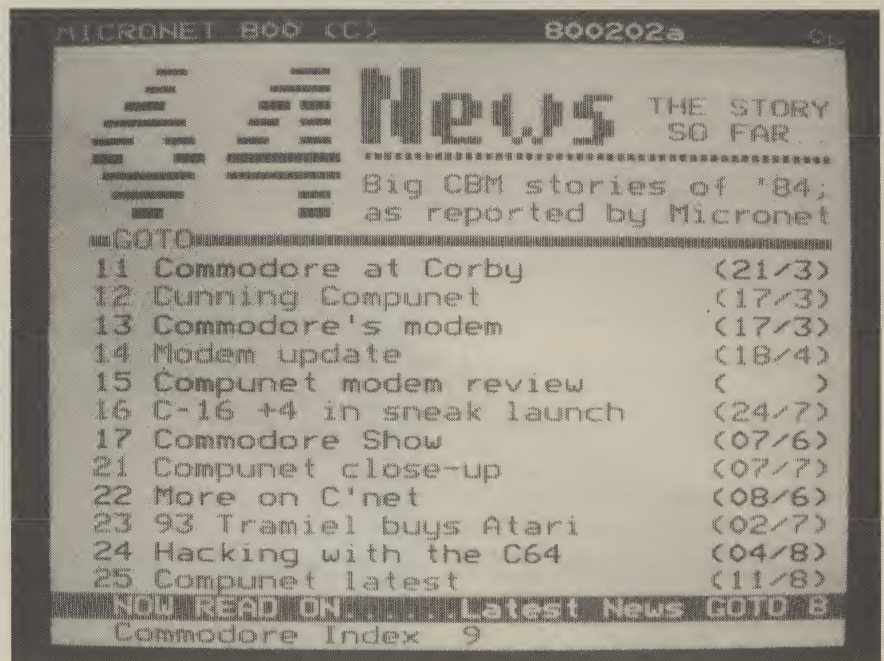 MICRONET 800 (C) 800202a 0p
64 News THE STORY
SO FAR..
Big CBM stories of '84;
as reported by Micronet
GOTO
11 Commodore at Corby (21/3)
12 Cunning Compunet (17/3)
13 Commodore's modem (17/3)
14 Modem update (18/4)
15 Compunet modem review ( )
16 C-16 +4 in sneak launch (24/7)
17 Commodore Show (07/6)
21 Compunet close-up (07/7)
22 More on C'net (08/6)
23 93 Tramiel buys Atari (02/7)
24 Hacking with the C64 (04/8)
25 Compunet latest (11/8)
NOW READ ON.......Latest News GOTO 8
Commodore Index 9